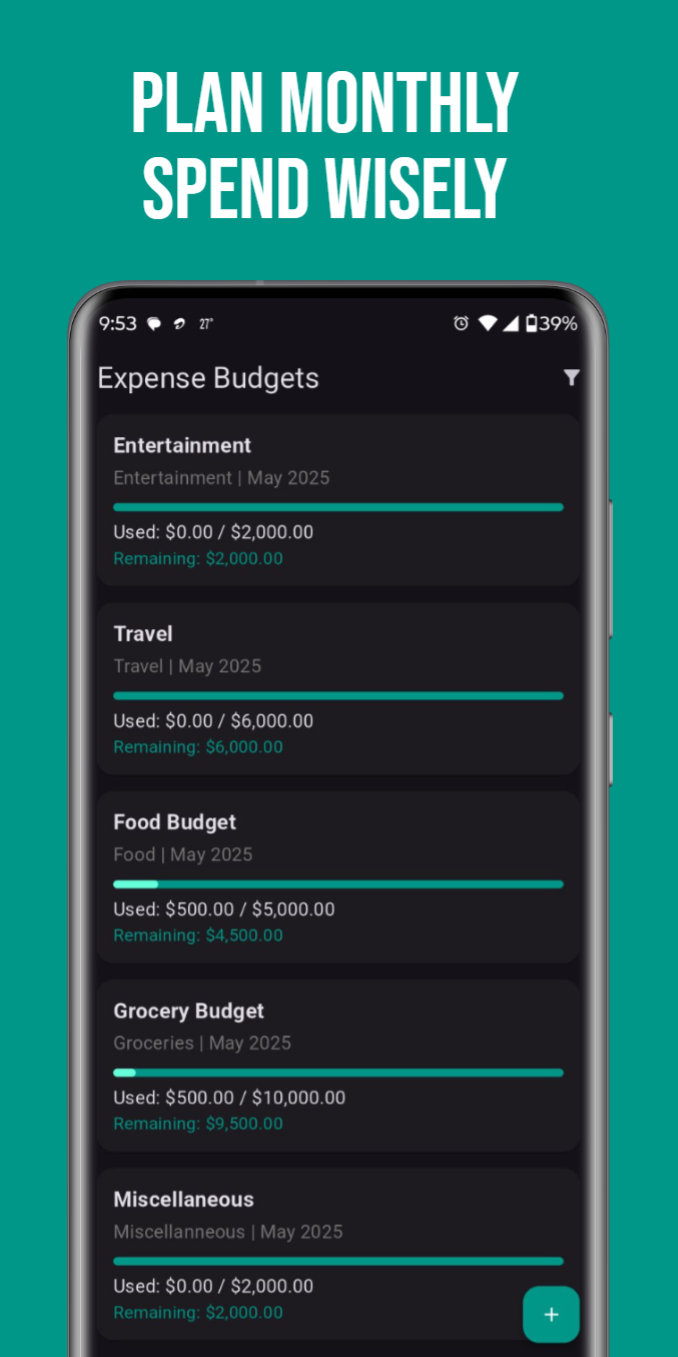 PLAN MONTHLY
SPEND WISELY
9:53 27° 39%
Expense Budgets
Entertainment
Entertainment | May 2025
Used: $0.00 / $2,000.00
Remaining: $2,000.00
Travel
Travel | May 2025
Used: $0.00 / $6,000.00
Remaining: $6,000.00
Food Budget
Food | May 2025
Used: $500.00 / $5,000.00
Remaining: $4,500.00
Grocery Budget
Groceries | May 2025
Used: $500.00 / $10,000.00
Remaining: $9,500.00
Miscellaneous
Miscellanneous | May 2025
Used: $0.00 / $2,000.00
Remaining: $2,000.00
+